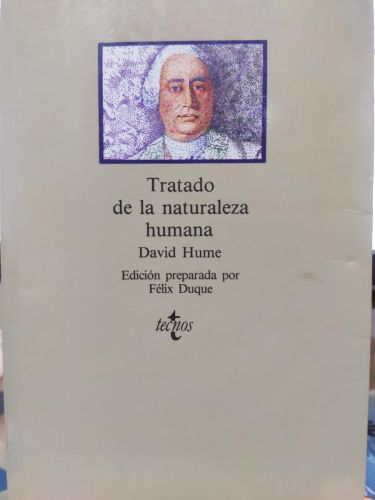 Tratado
de la naturaleza
humana
David Hume
Edición preparada por
Félix Duque
tecnos